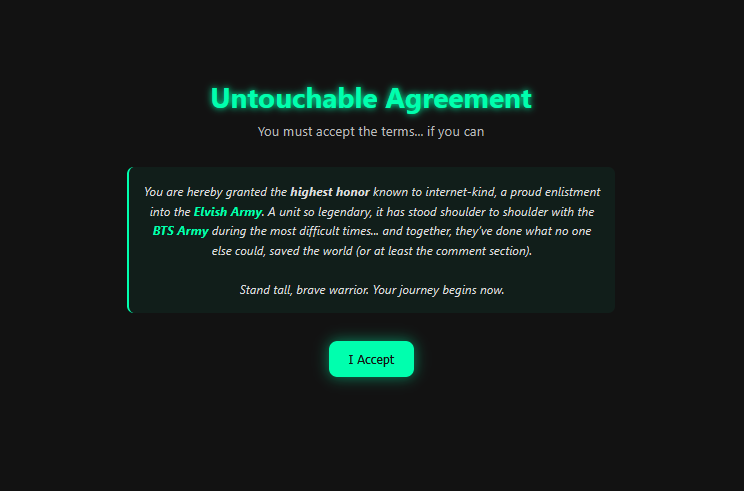 Untouchable Agreement
You must accept the terms... if you can
You are hereby granted the highest honor known to internet-kind, a proud enlistment
into the Elvish Army. A unit so legendary, it has stood shoulder to shoulder with the
BTS Army during the most difficult times... and together, they've done what no one
else could, saved the world (or at least the comment section).
Stand tall, brave warrior. Your journey begins now.
I Accept